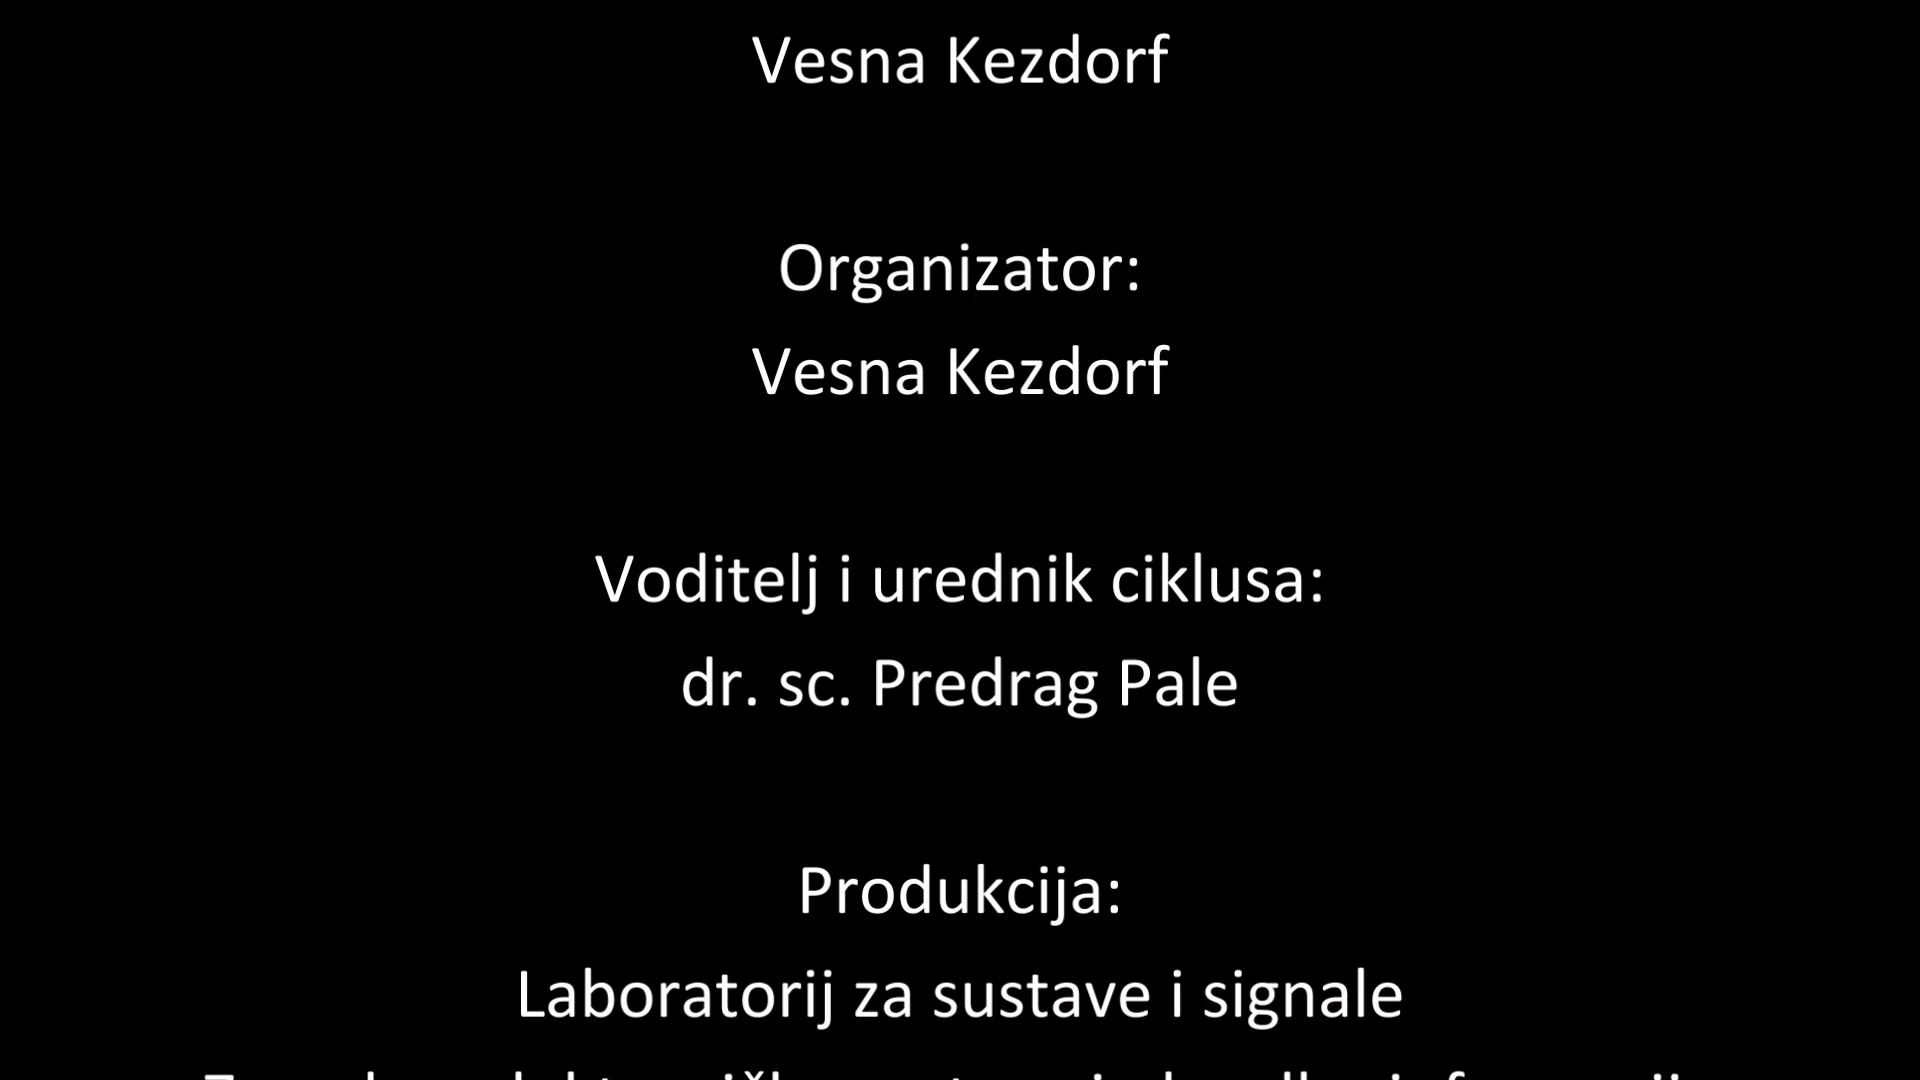 Vesna Kezdorf
Organizator:
Vesna Kezdorf
Voditelj i urednik ciklusa:
dr. sc. Predrag Pale
Produkcija:
Laboratorij za sustave i signale